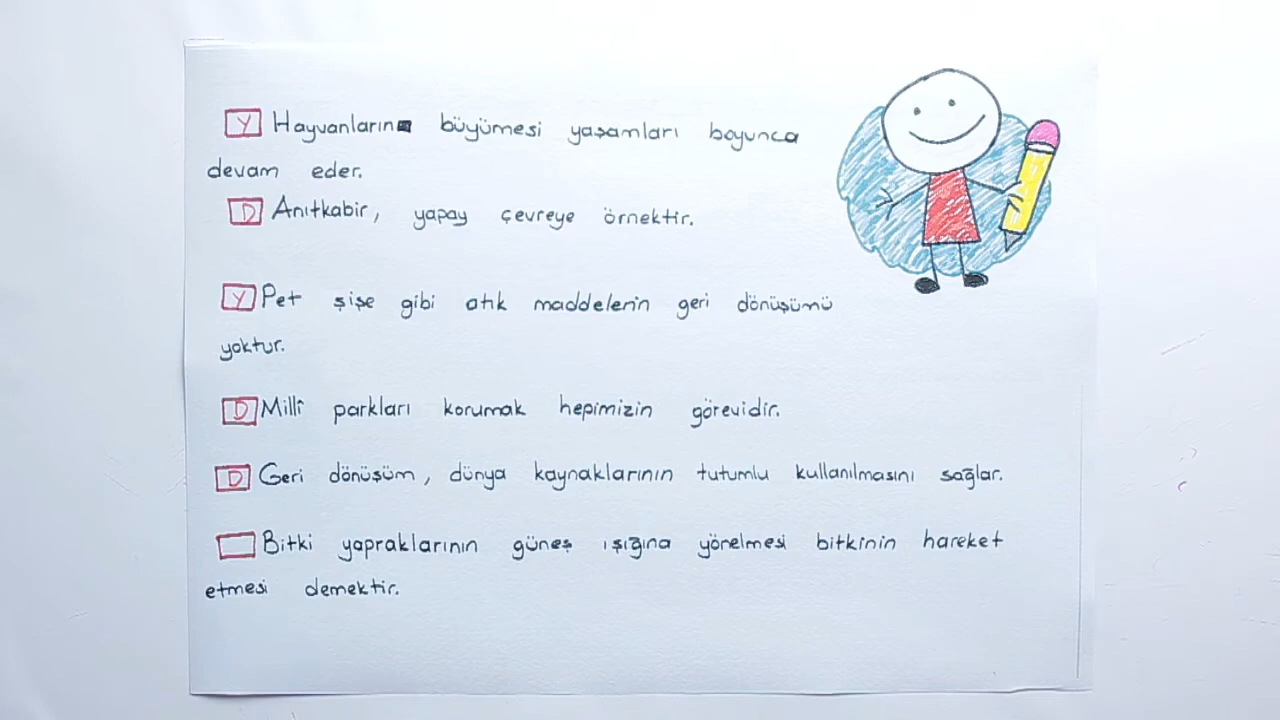 Y Hayvanların büyümesi yaşamları boyunca
devam eder.
D Anıtkabir, yapay çevreye örnektir.
Y Pet şişe gibi atık maddelerin geri dönüşümü
yoktur.
D Millî parkları korumak hepimizin görevidir.
D Geri dönüşüm, dünya kaynaklarının tutumlu kullanılmasını sağlar.
Bitki yapraklarının güneş ışığına yönelmesi bitkinin hareket
etmesi demektir.